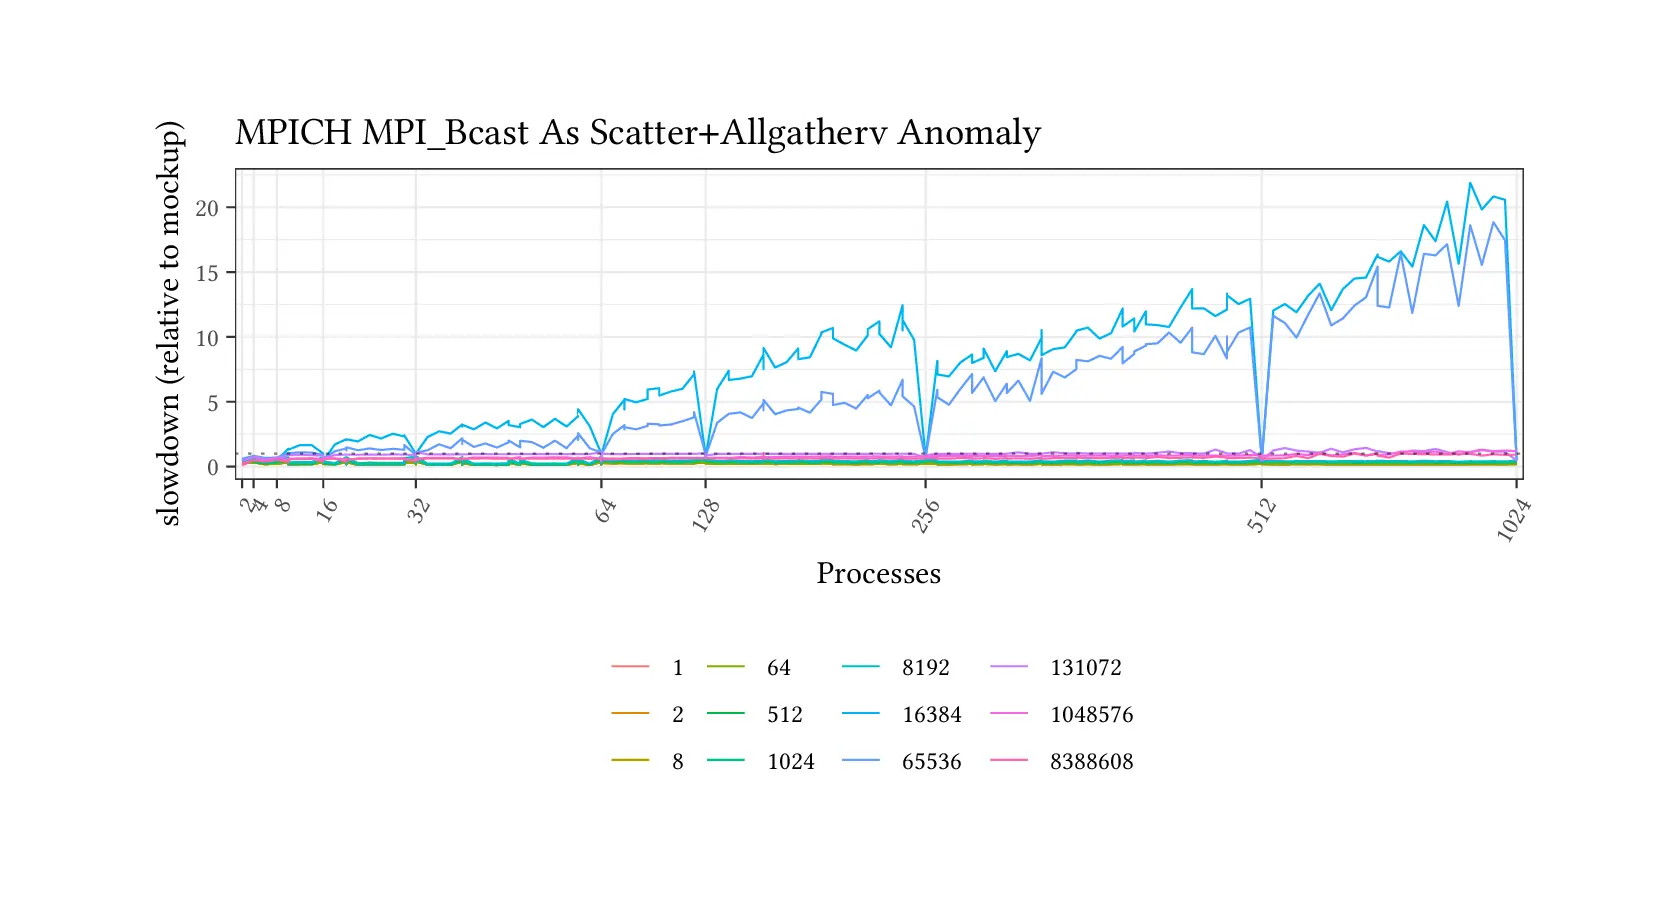 MPICH MPI_Bcast As Scatter+Allgatherv Anomaly
slowdown (relative to mockup)
20
15
10
5
0
2 4 8 16 32 64 128 256 512 1024
Processes
1 64 8192 131072
2 512 16384 1048576
8 1024 65536 8388608